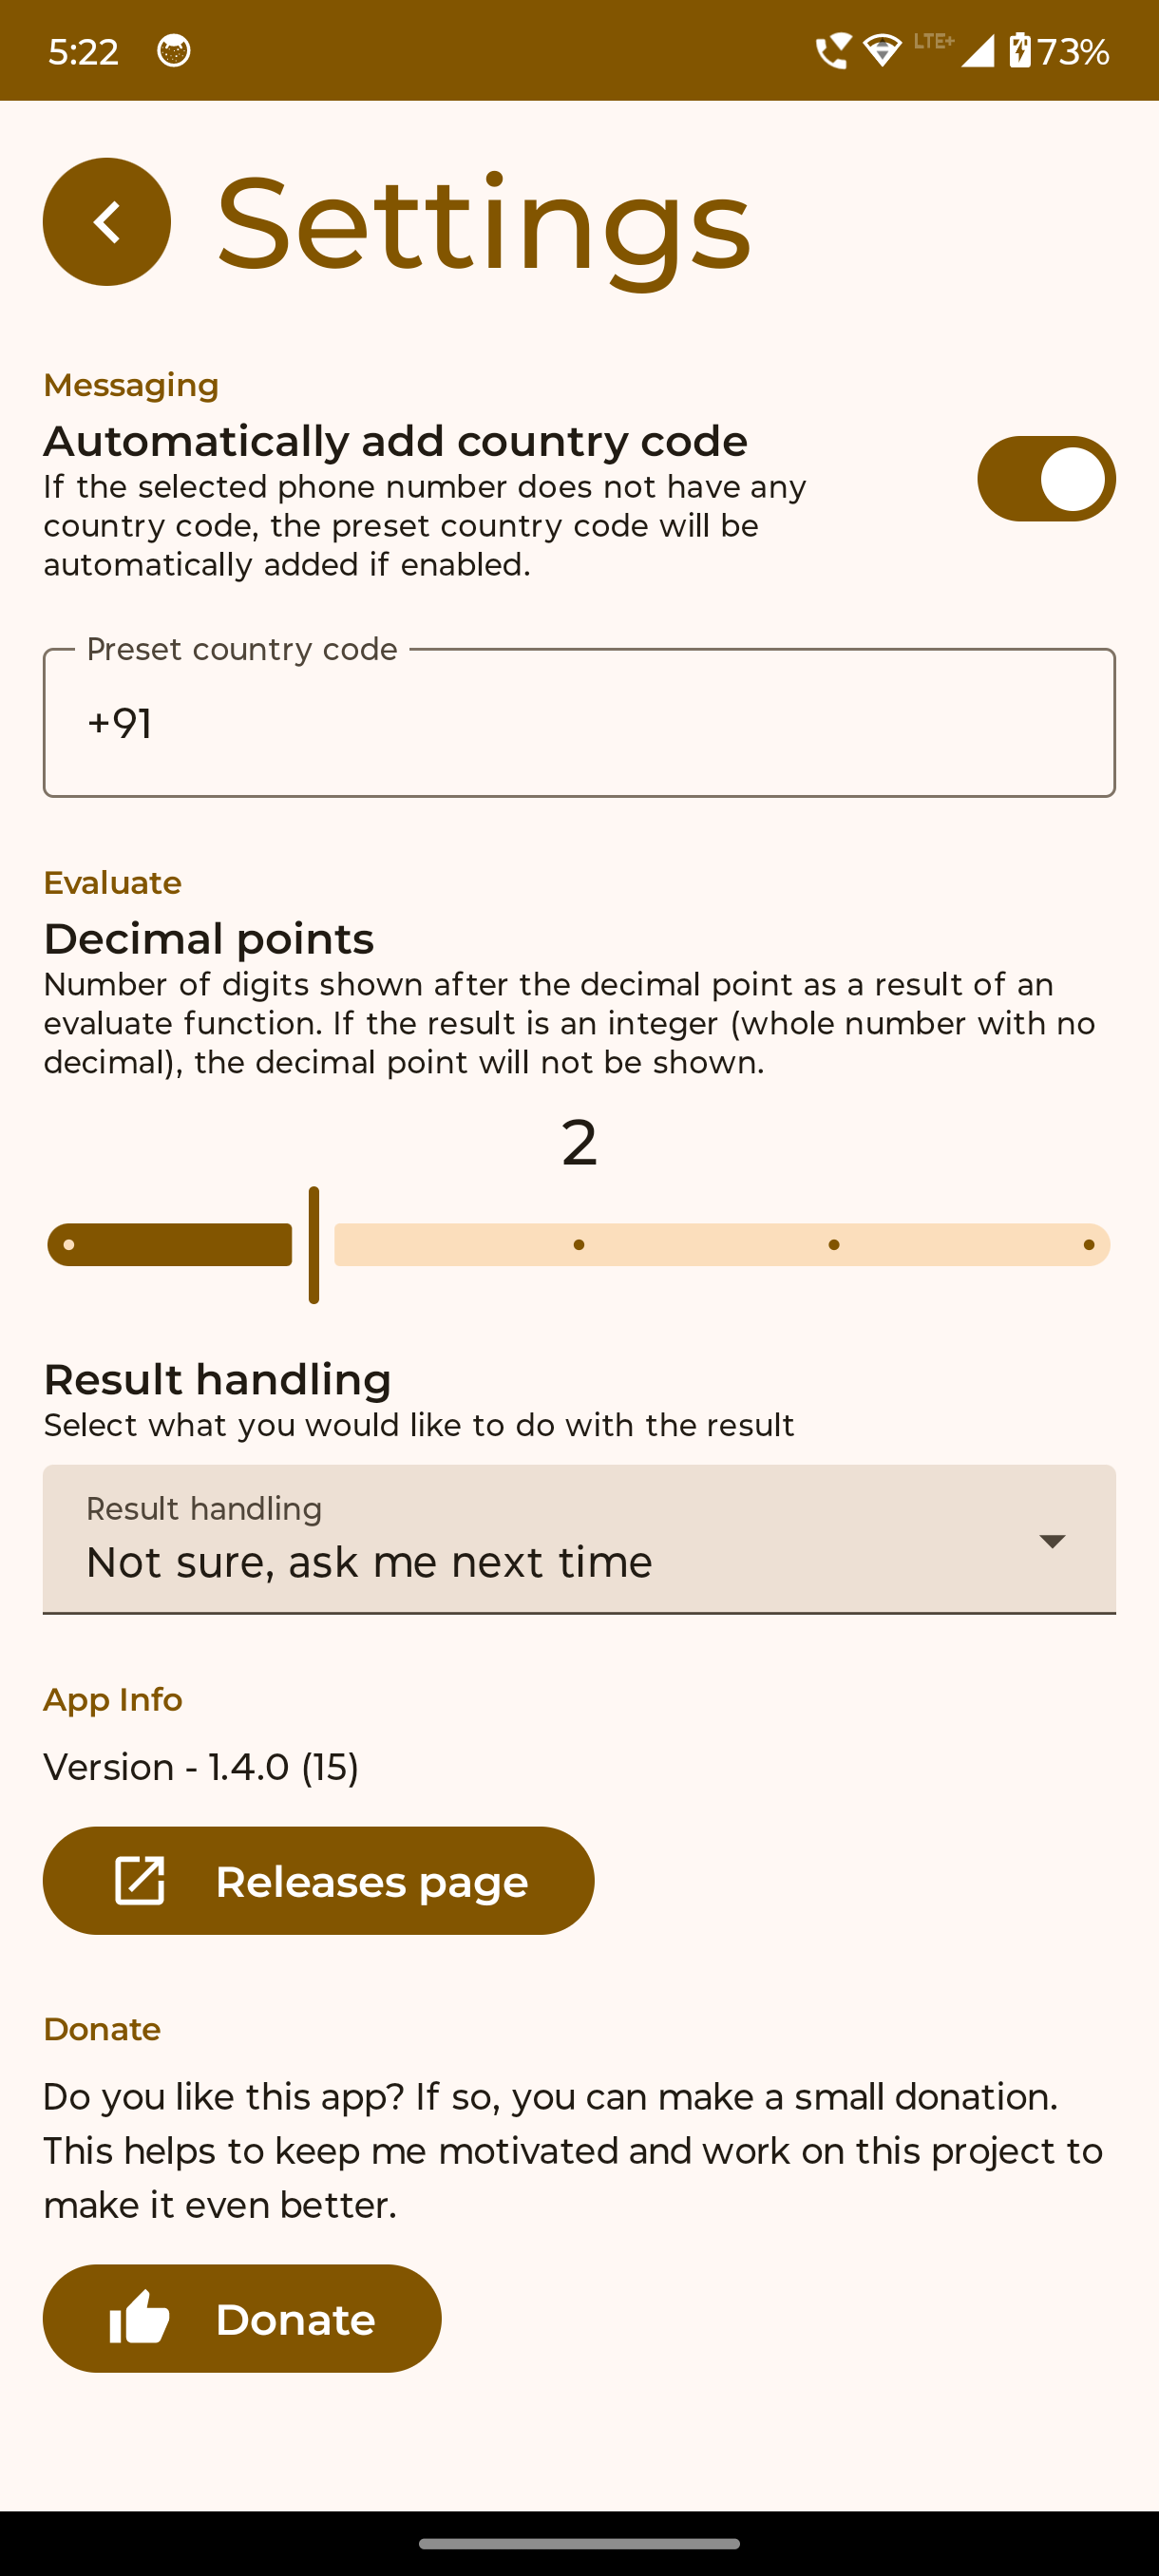 5:22
LTE+
73%
Settings
Messaging
Automatically add country code
If the selected phone number does not have any
country code, the preset country code will be
automatically added if enabled.
Preset country code
+91
Evaluate
Decimal points
Number of digits shown after the decimal point as a result of an
evaluate function. If the result is an integer (whole number with no
decimal), the decimal point will not be shown.
2
Result handling
Select what you would like to do with the result
Result handling
Not sure, ask me next time
App Info
Version - 1.4.0 (15)
Releases page
Donate
Do you like this app? If so, you can make a small donation.
This helps to keep me motivated and work on this project to
make it even better.
Donate